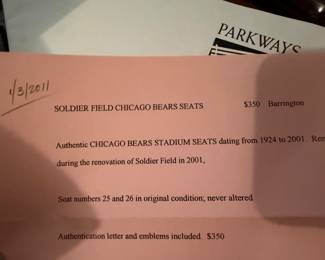 PARKWAYS
1/3/2011
SOLDIER FIELD CHICAGO BEARS SEATS $350 Barrington
Authentic CHICAGO BEARS STADIUM SEATS dating from 1924 to 2001. Rem
during the renovation of Soldier Field in 2001.
Seat numbers 25 and 26 in original condition; never altered
Authentication letter and emblems included. $350